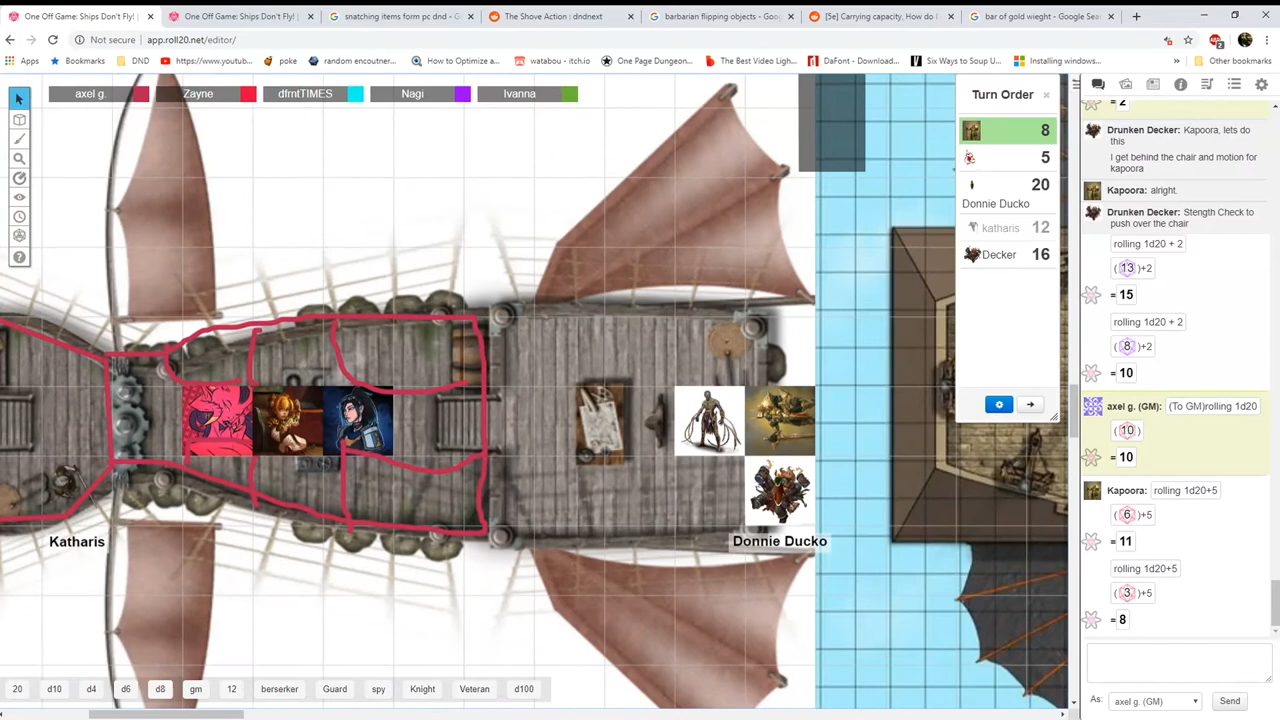 One Off Game: Ships Don't Fly! |
One Off Game: Ships Don't Fly! |
snatching items form pc dnd - G
The Shove Action : dndnext
barbarian flipping objects - Goo
[5e] Carrying capacity, How do P
bar of gold wieght - Google Sear
Not secure | app.roll20.net/editor/
Apps
Bookmarks
DND
https://www.youtub...
poke
random encoutner...
How to Optimize a...
watabou - itch.io
One Page Dungeon...
The Best Video Ligh...
DaFont - Downloa...
Six Ways to Soup U...
Installing windows...
»
Other bookmarks
axel g.
Zayne
dfrntTIMES
Nagi
Ivanna
Turn Order
8
5
20
Donnie Ducko
katharis 12
Decker 16
= 2
Drunken Decker: Kapoora, lets do
this
I get behind the chair and motion for
kapoora
Kapoora: alright.
Drunken Decker: Stength Check to
push over the chair
rolling 1d20 + 2
(13)+2
= 15
rolling 1d20 + 2
(8)+2
= 10
axel g. (GM): (To GM)rolling 1d20
(10)
= 10
Kapoora: rolling 1d20+5
(6)+5
= 11
rolling 1d20+5
(3)+5
= 8
Katharis
Donnie Ducko
20
d10
d4
d6
d8
gm
12
berserker
Guard
spy
Knight
Veteran
d100
As: axel g. (GM)
Send